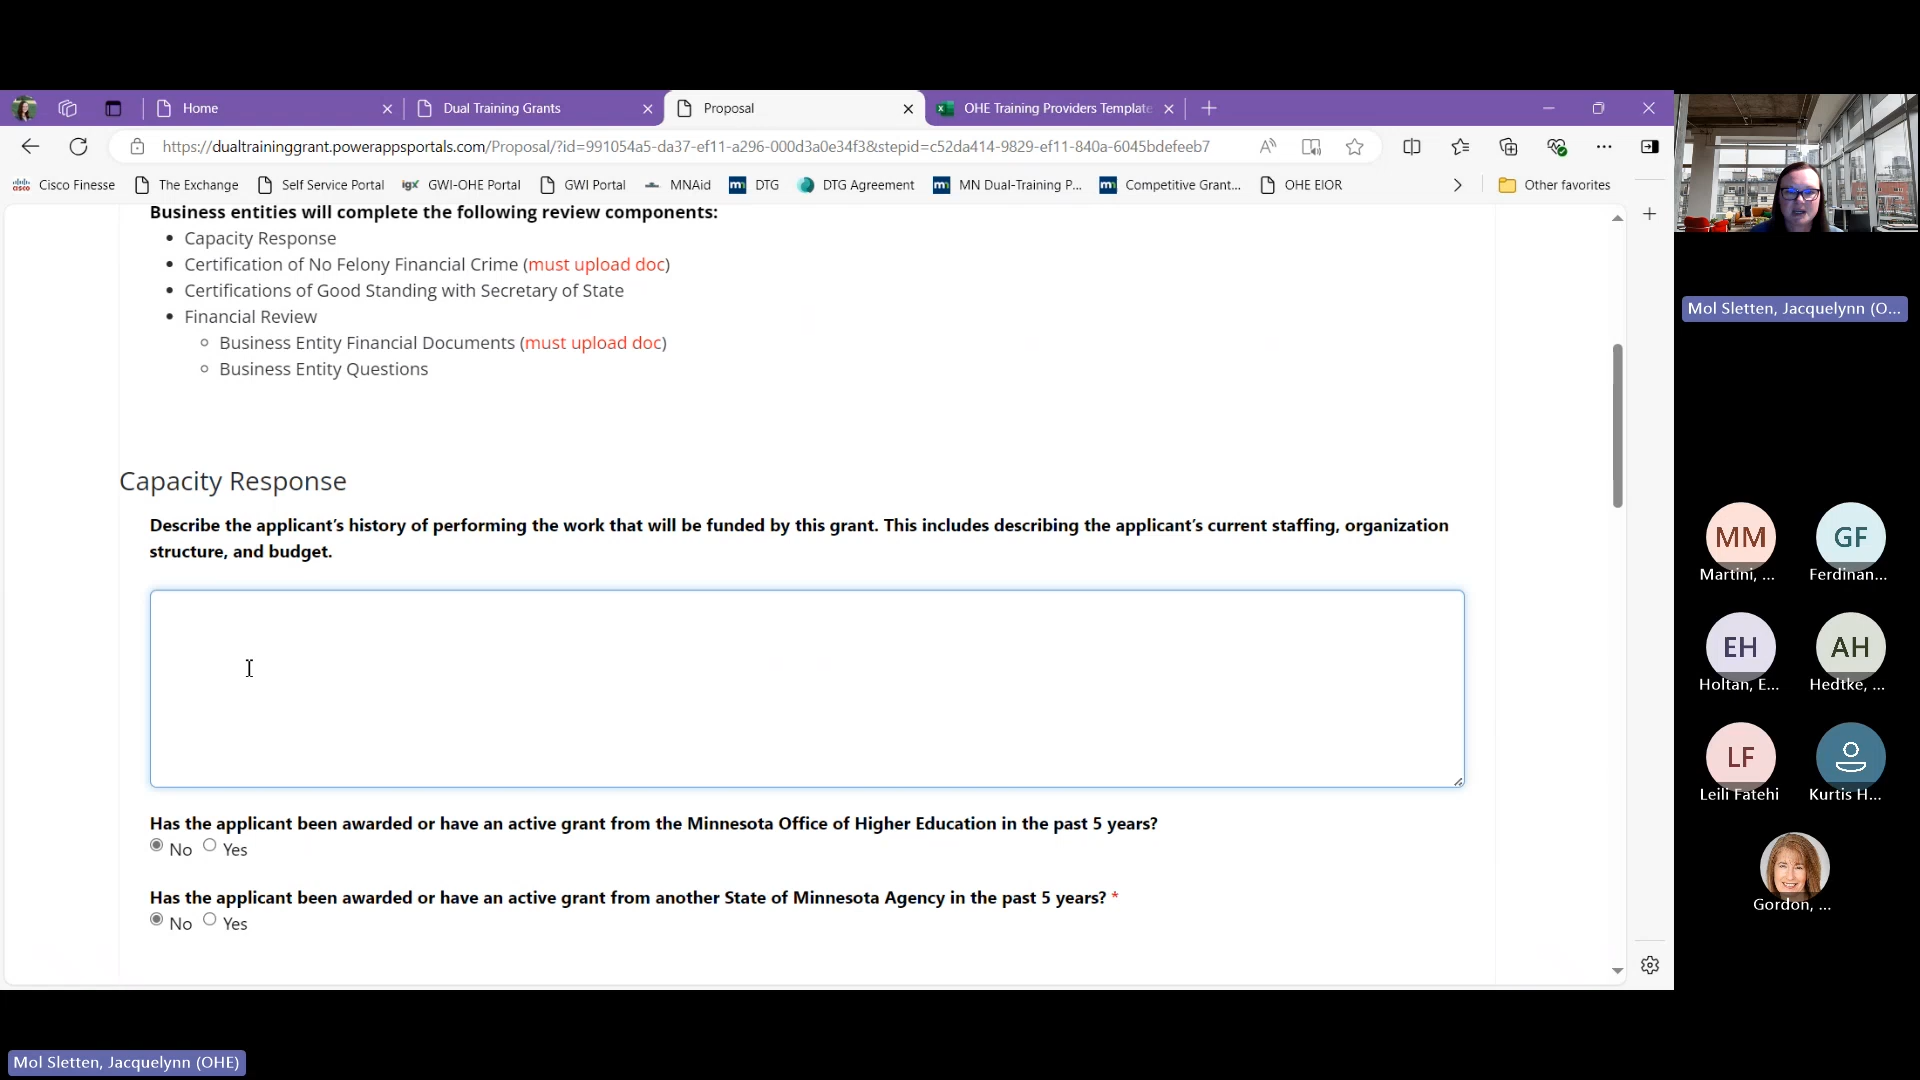 Home
Dual Training Grants
Proposal
OHE Training Providers Template
https://dualtraininggrant.powerappsportals.com/Proposal/?id=991054a5-da37-ef11-a296-000d3a0e34f3&stepid=c52da414-9829-ef11-840a-6045bdefeeb7
Cisco Finesse
The Exchange
Self Service Portal
igx GWI-OHE Portal
GWI Portal
MNAid
DTG
DTG Agreement
MN Dual-Training P...
Competitive Grant...
OHE EIOR
Other favorites
Business entities will complete the following review components:
• Capacity Response
• Certification of No Felony Financial Crime (must upload doc)
• Certifications of Good Standing with Secretary of State
• Financial Review
○ Business Entity Financial Documents (must upload doc)
○ Business Entity Questions
Capacity Response
Describe the applicant's history of performing the work that will be funded by this grant. This includes describing the applicant's current staffing, organization
structure, and budget.
Has the applicant been awarded or have an active grant from the Minnesota Office of Higher Education in the past 5 years?
No Yes
Has the applicant been awarded or have an active grant from another State of Minnesota Agency in the past 5 years? *
No Yes
Mol Sletten, Jacquelynn (O...
MM
Martini, ...
GF
Ferdinan...
EH
Holtan, E...
AH
Hedtke, ...
LF
Leili Fatehi
Kurtis H...
Gordon, ...
Mol Sletten, Jacquelynn (OHE)